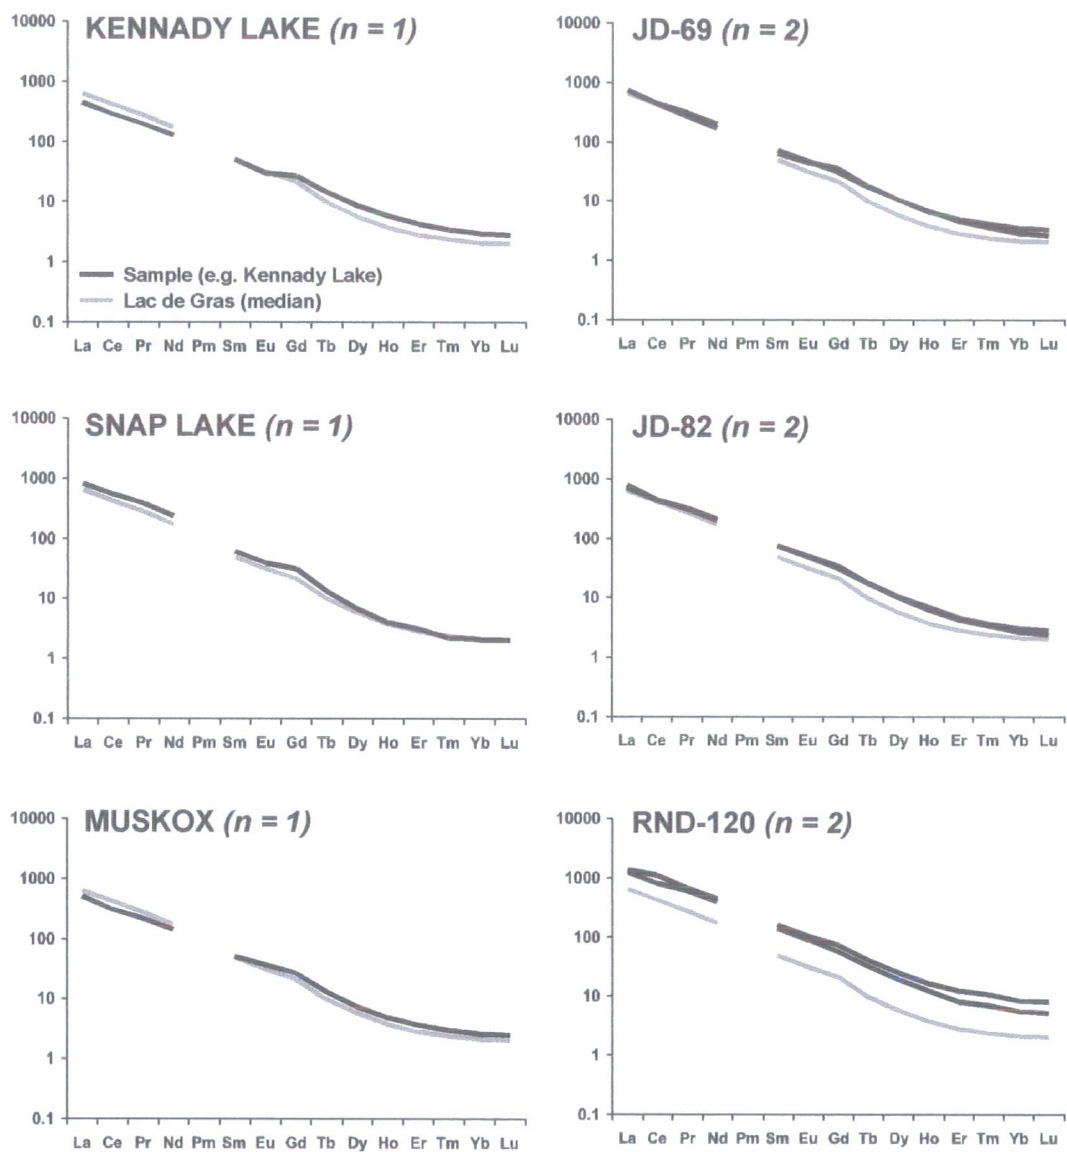 KENNADY LAKE (n = 1)
10000
1000
100
10
1
0.1
Sample (e.g. Kennady Lake)
Lac de Gras (median)
La Ce Pr Nd Pm Sm Eu Gd Tb Dy Ho Er Tm Yb Lu
JD-69 (n = 2)
10000
1000
100
10
1
0.1
La Ce Pr Nd Pm Sm Eu Gd Tb Dy Ho Er Tm Yb Lu
SNAP LAKE (n = 1)
10000
1000
100
10
1
0.1
La Ce Pr Nd Pm Sm Eu Gd Tb Dy Ho Er Tm Yb Lu
JD-82 (n = 2)
10000
1000
100
10
1
0.1
La Ce Pr Nd Pm Sm Eu Gd Tb Dy Ho Er Tm Yb Lu
MUSKOX (n = 1)
10000
1000
100
10
1
0.1
La Ce Pr Nd Pm Sm Eu Gd Tb Dy Ho Er Tm Yb Lu
RND-120 (n = 2)
10000
1000
100
10
1
0.1
La Ce Pr Nd Pm Sm Eu Gd Tb Dy Ho Er Tm Yb Lu